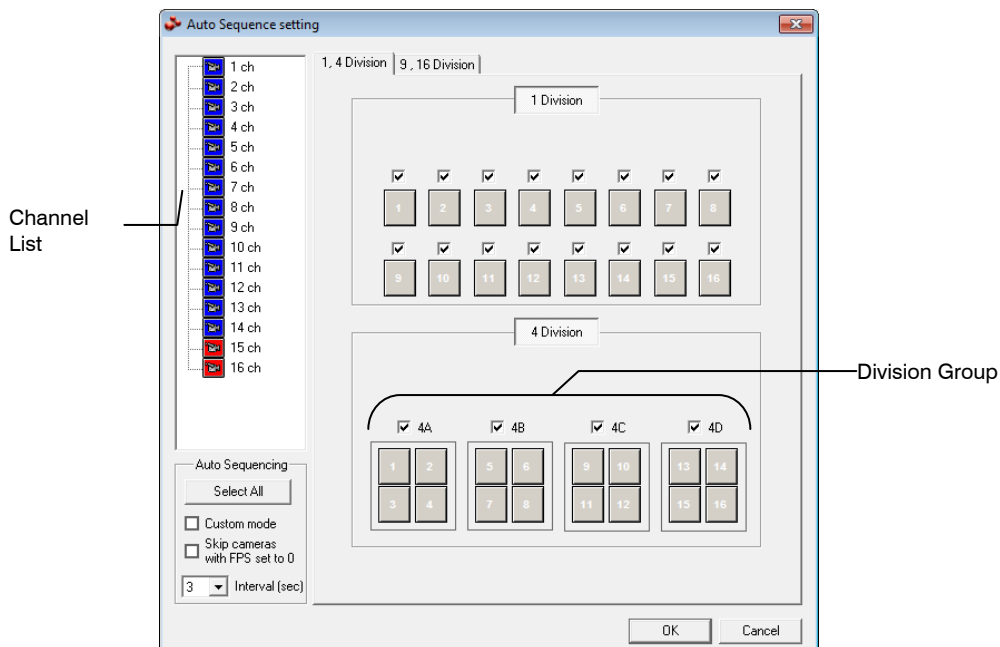 Auto Sequence setting
1 ch
2 ch
3 ch
4 ch
5 ch
6 ch
7 ch
8 ch
9 ch
10 ch
11 ch
12 ch
13 ch
14 ch
15 ch
16 ch
Channel
List
Auto Sequencing
Select All
Custom mode
Skip cameras
with FPS set to 0
3 Interval (sec)
1, 4 Division 9 , 16 Division
1 Division
1 2 3 4 5 6 7 8
9 10 11 12 13 14 15 16
4 Division
Division Group
4A 4B 4C 4D
1 2 5 6 9 10 13 14
3 4 7 8 11 12 15 16
OK Cancel